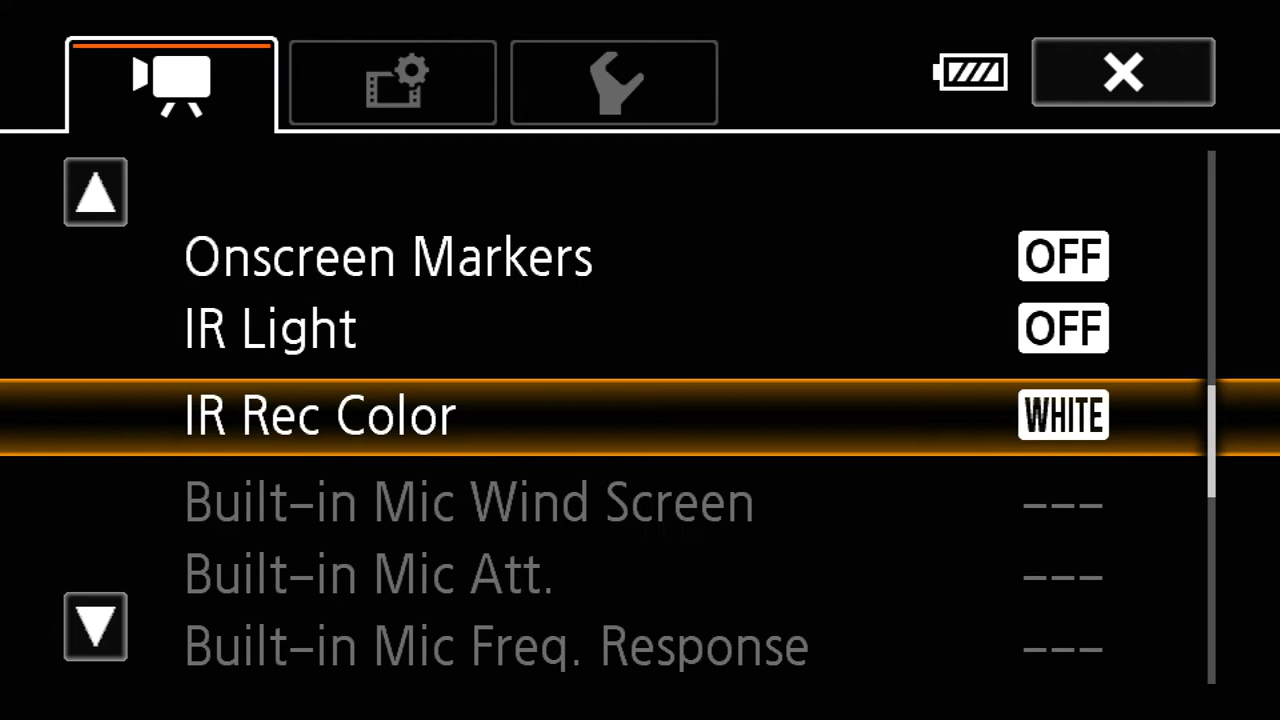 Onscreen Markers OFF
IR Light OFF
IR Rec Color WHITE
Built-in Mic Wind Screen ---
Built-in Mic Att. ---
Built-in Mic Freq. Response ---